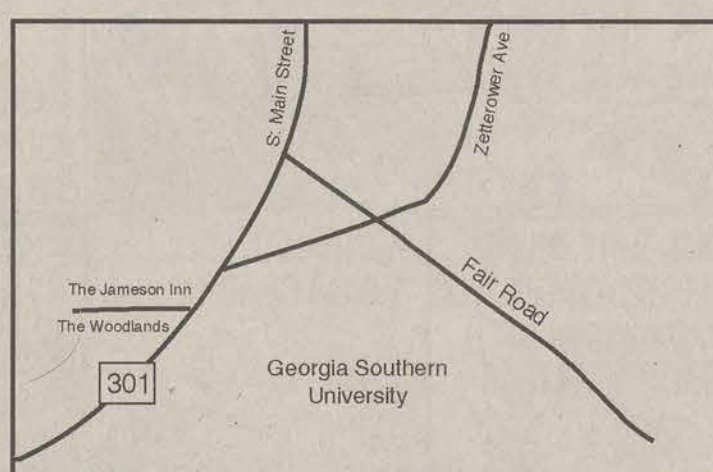 S. Main Street
Zetterower Ave
Fair Road
The Jameson Inn
The Woodlands
301
Georgia Southern
University